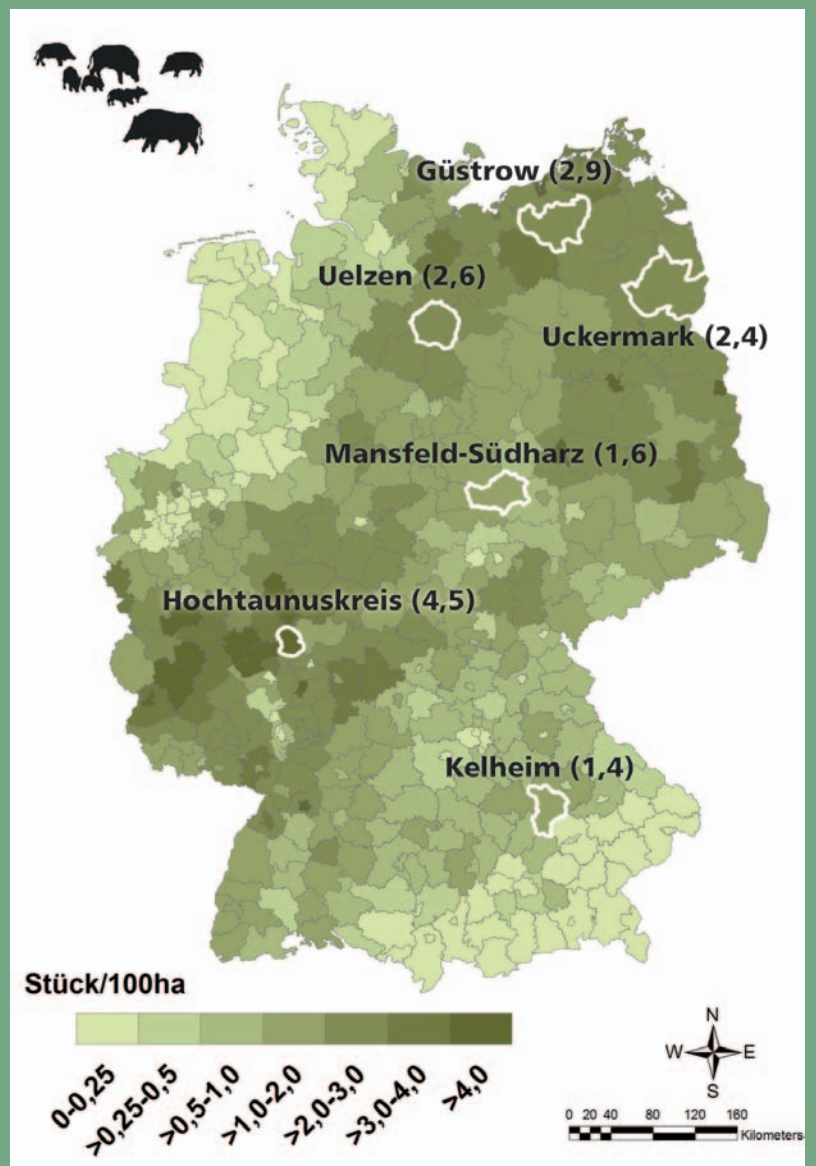 Güstrow (2,9)
Uelzen (2,6)
Uckermark (2,4)
Mansfeld-Südharz (1,6)
Hochtaunuskreis (4,5)
Kelheim (1,4)
Stück/100ha
0-0,25
>0,25-0,5
>0,5-1,0
>1,0-2,0
>2,0-3,0
>3,0-4,0
>4,0
N
W E
S
0 20 40 80 120 160
Kilometers